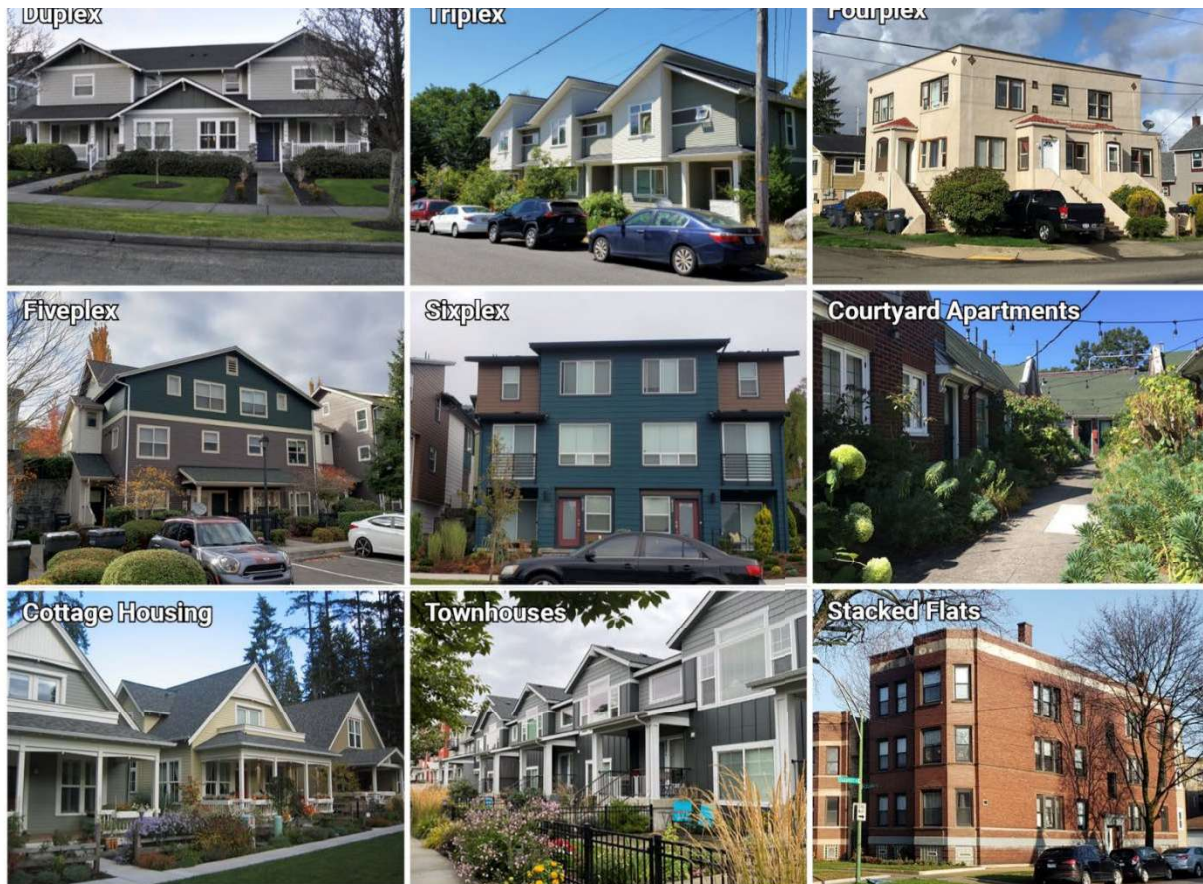 Duplex
Triplex
Fourplex
Fiveplex
Sixplex
Courtyard Apartments
Cottage Housing
Townhouses
Stacked Flats